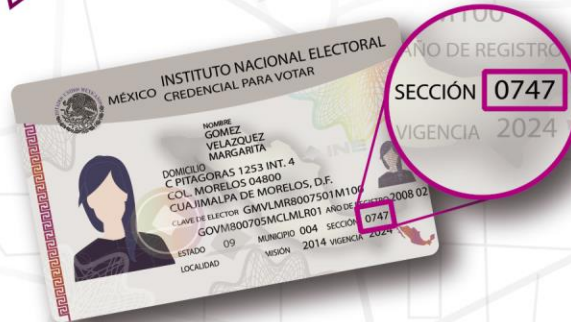 MÉXICO INSTITUTO NACIONAL ELECTORAL
CREDENCIAL PARA VOTAR
NOMBRE
GOMEZ
VELAZQUEZ
MARGARITA
DOMICILIO
C PITAGORAS 1253 INT. 4
COL. MORELOS 04800
CUAJIMALPA DE MORELOS, D.F.
CLAVE DE ELECTOR GMVLMR8007501M100
GOVM800705MCLMLR01 AÑO DE REGISTRO 2008 02
ESTADO 09 MUNICIPIO 004 SECCIÓN 0747
LOCALIDAD MISIÓN 2014 VIGENCIA 2024
M100
AÑO DE REGISTRO
SECCIÓN 0747
VIGENCIA 2024